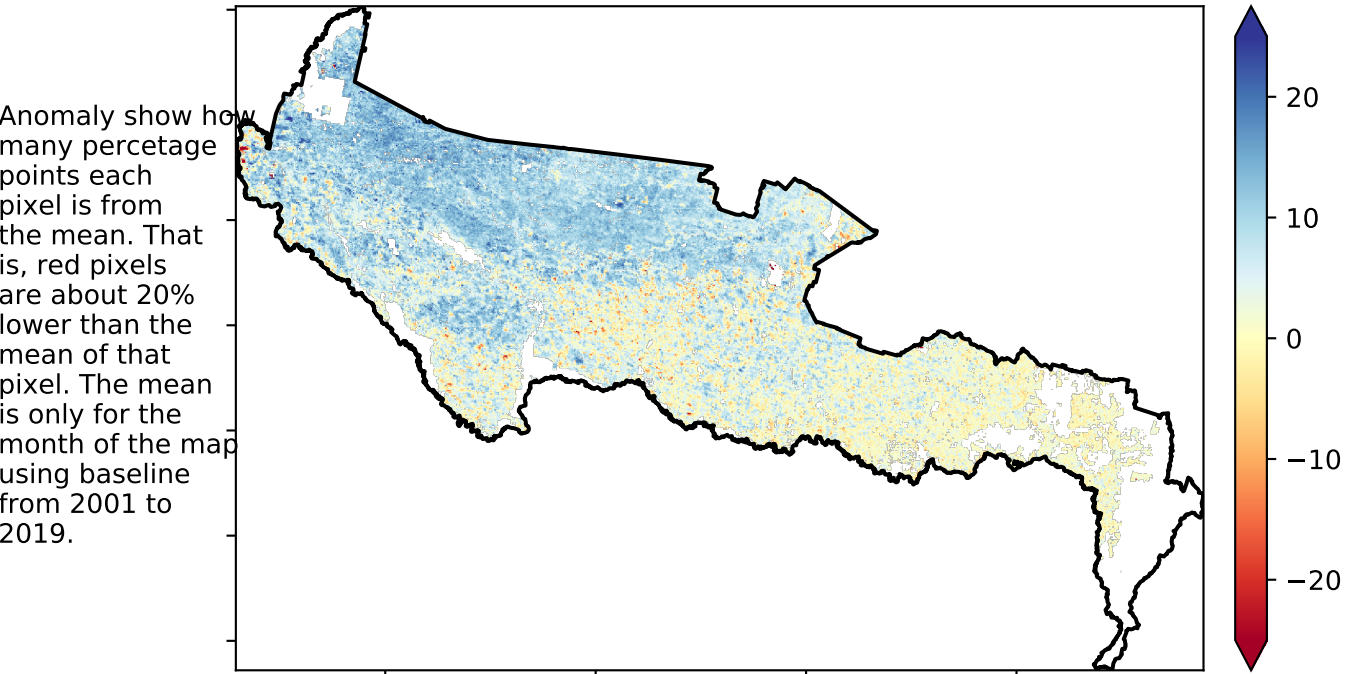 Anomaly show how
many percetage
points each
pixel is from
the mean. That
is, red pixels
are about 20%
lower than the
mean of that
pixel. The mean
is only for the
month of the map
using baseline
from 2001 to
2019.
20
10
0
−10
−20